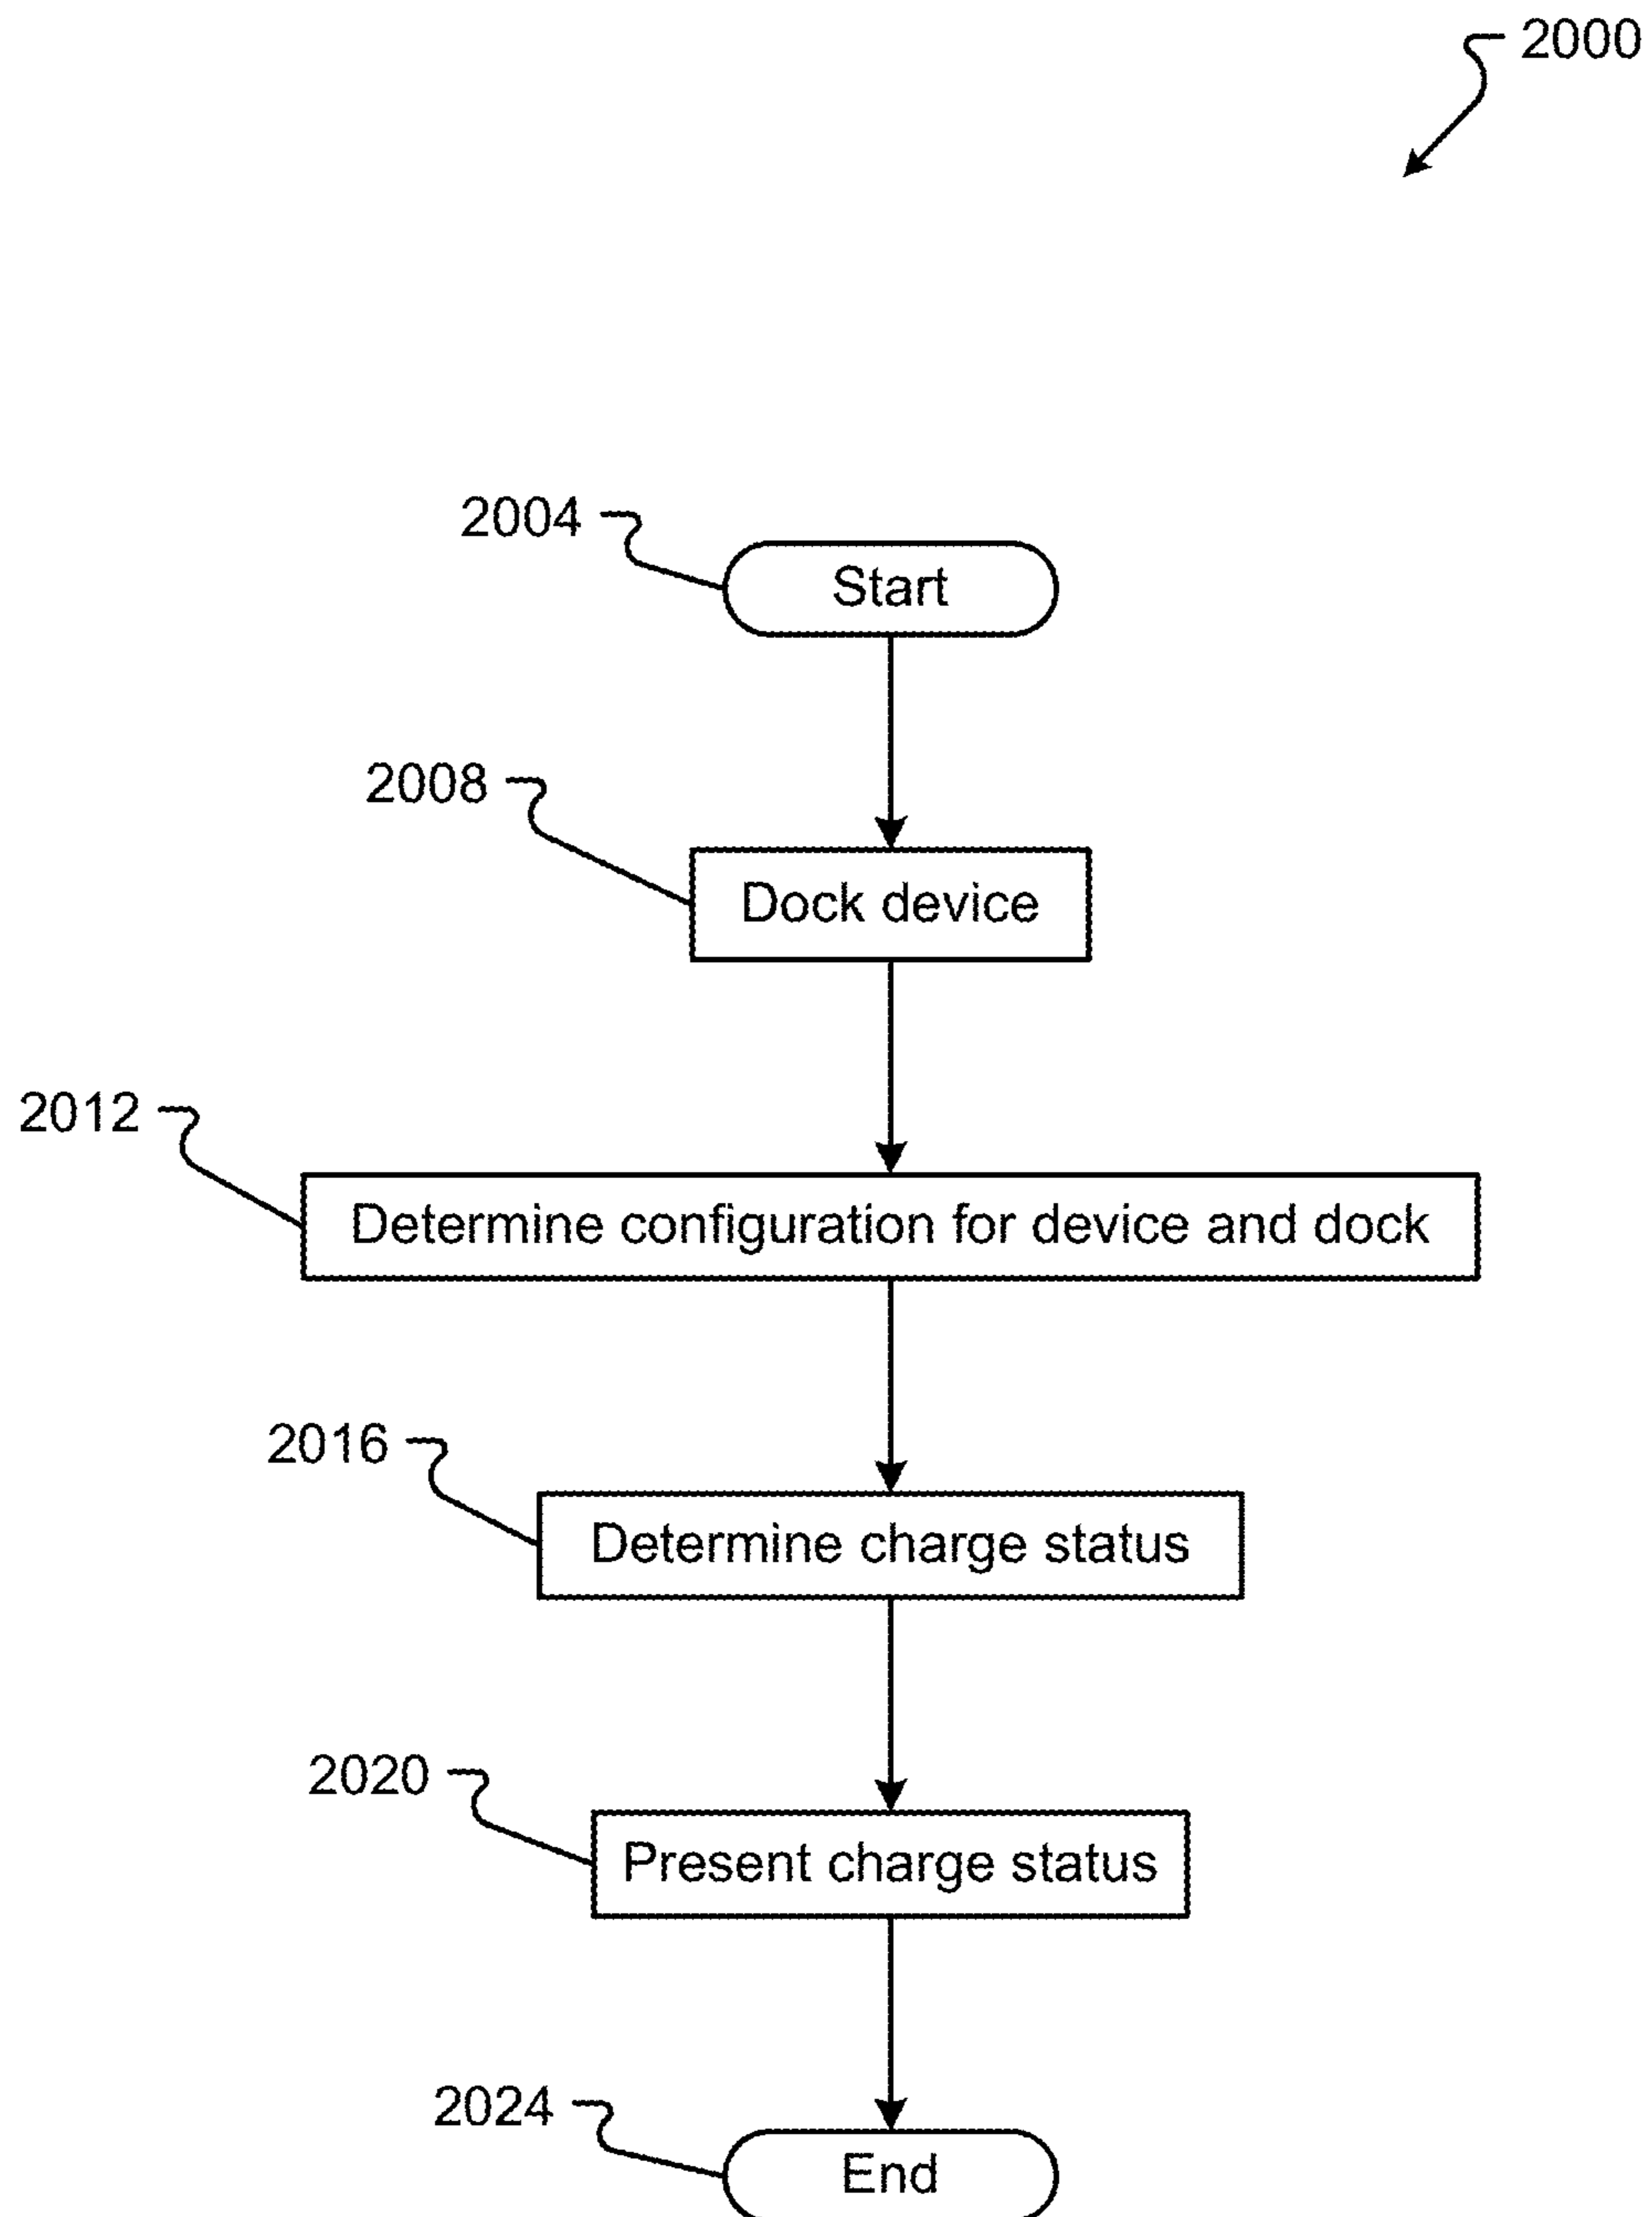 2000
2004
Start
2008
Dock device
2012
Determine configuration for device and dock
2016
Determine charge status
2020
Present charge status
2024
End